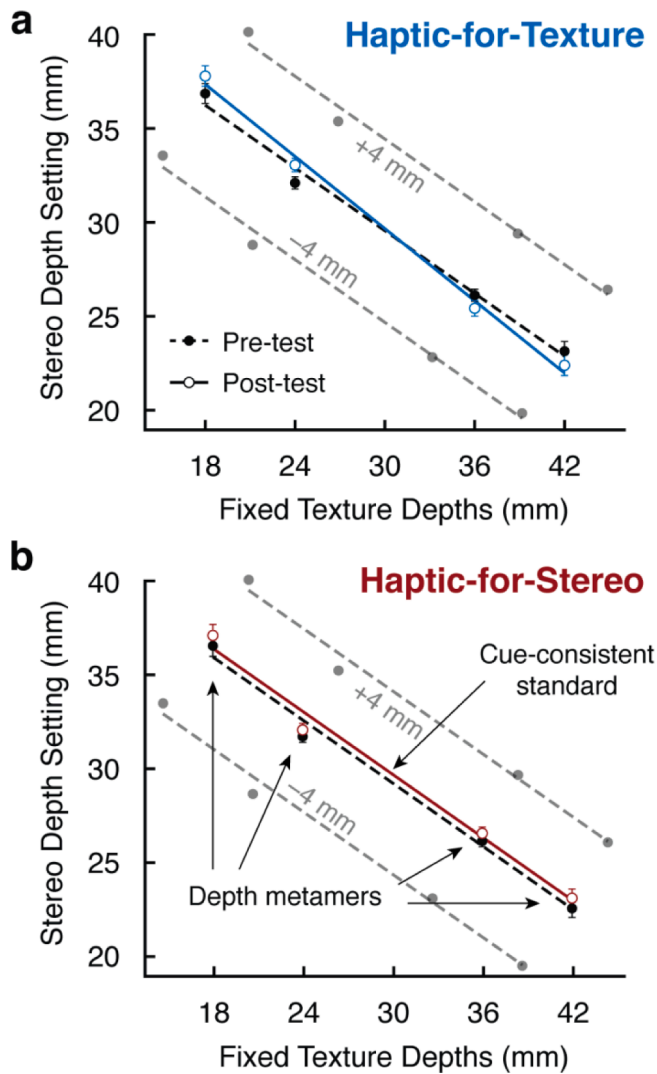 a
Haptic-for-Texture
Stereo Depth Setting (mm)
40
35
30
25
20
+4 mm
−4 mm
Pre-test
Post-test
18 24 30 36 42
Fixed Texture Depths (mm)
b
Haptic-for-Stereo
Stereo Depth Setting (mm)
40
35
30
25
20
Cue-consistent
standard
+4 mm
−4 mm
Depth metamers
18 24 30 36 42
Fixed Texture Depths (mm)